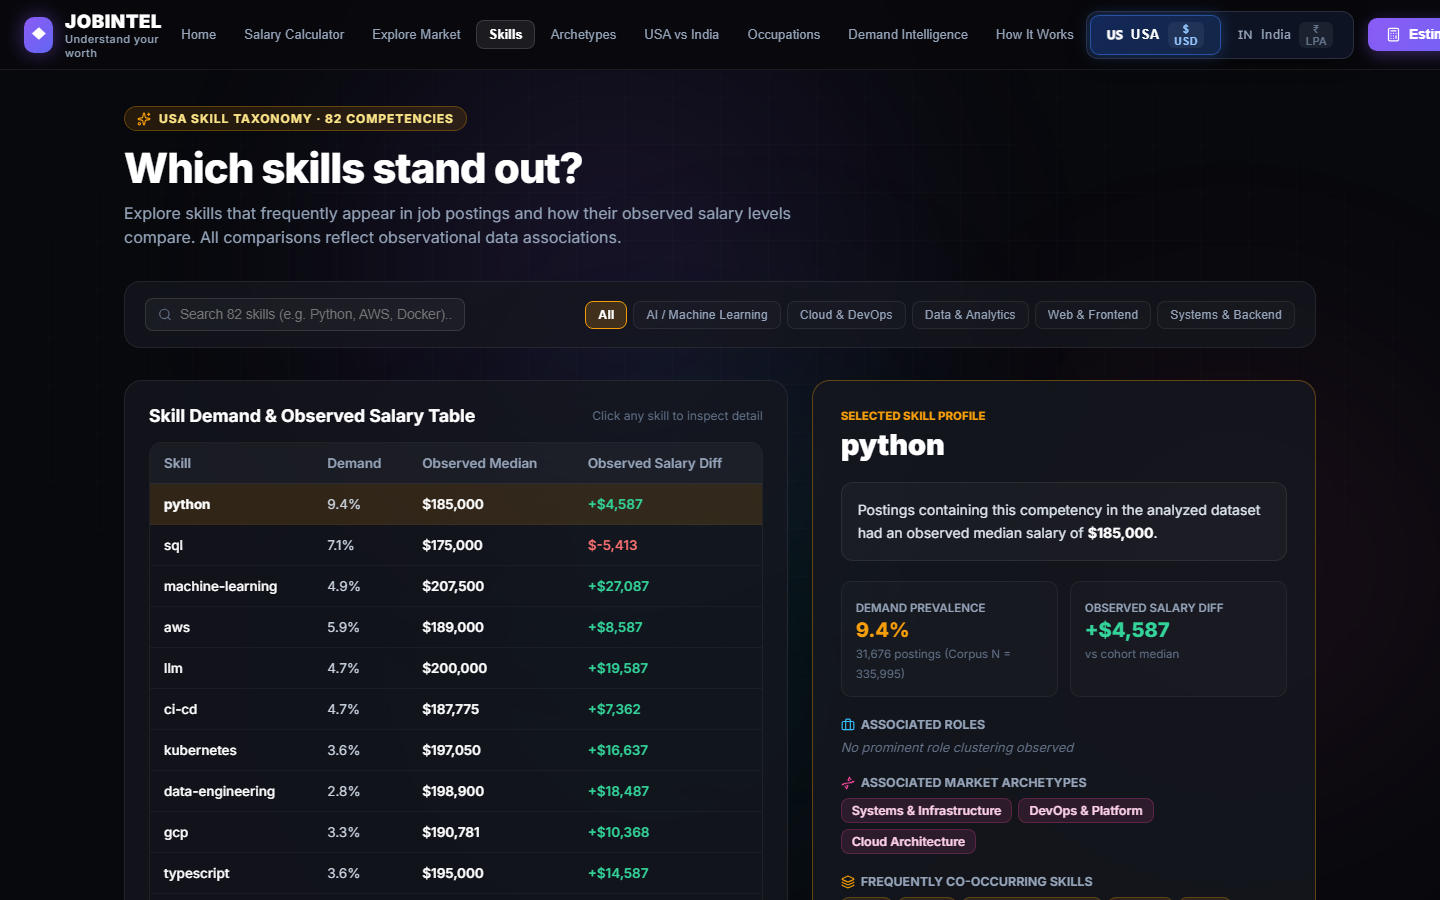 JOBINTEL
Understand your
worth
Home
Salary Calculator
Explore Market
Skills
Archetypes
USA vs India
Occupations
Demand Intelligence
How It Works
US USA $ USD
IN India ₹ LPA
USA SKILL TAXONOMY · 82 COMPETENCIES
Which skills stand out?
Explore skills that frequently appear in job postings and how their observed salary levels
compare. All comparisons reflect observational data associations.
Search 82 skills (e.g. Python, AWS, Docker)..
All
AI / Machine Learning
Cloud & DevOps
Data & Analytics
Web & Frontend
Systems & Backend
Skill Demand & Observed Salary Table
Click any skill to inspect detail
Skill Demand Observed Median Observed Salary Diff
python 9.4% $185,000 +$4,587
sql 7.1% $175,000 $-5,413
machine-learning 4.9% $207,500 +$27,087
aws 5.9% $189,000 +$8,587
llm 4.7% $200,000 +$19,587
ci-cd 4.7% $187,775 +$7,362
kubernetes 3.6% $197,050 +$16,637
data-engineering 2.8% $198,900 +$18,487
gcp 3.3% $190,781 +$10,368
typescript 3.6% $195,000 +$14,587
SELECTED SKILL PROFILE
python
Postings containing this competency in the analyzed dataset
had an observed median salary of $185,000.
DEMAND PREVALENCE
9.4%
31,676 postings (Corpus N =
335,995)
OBSERVED SALARY DIFF
+$4,587
vs cohort median
ASSOCIATED ROLES
No prominent role clustering observed
ASSOCIATED MARKET ARCHETYPES
Systems & Infrastructure
DevOps & Platform
Cloud Architecture
FREQUENTLY CO-OCCURRING SKILLS